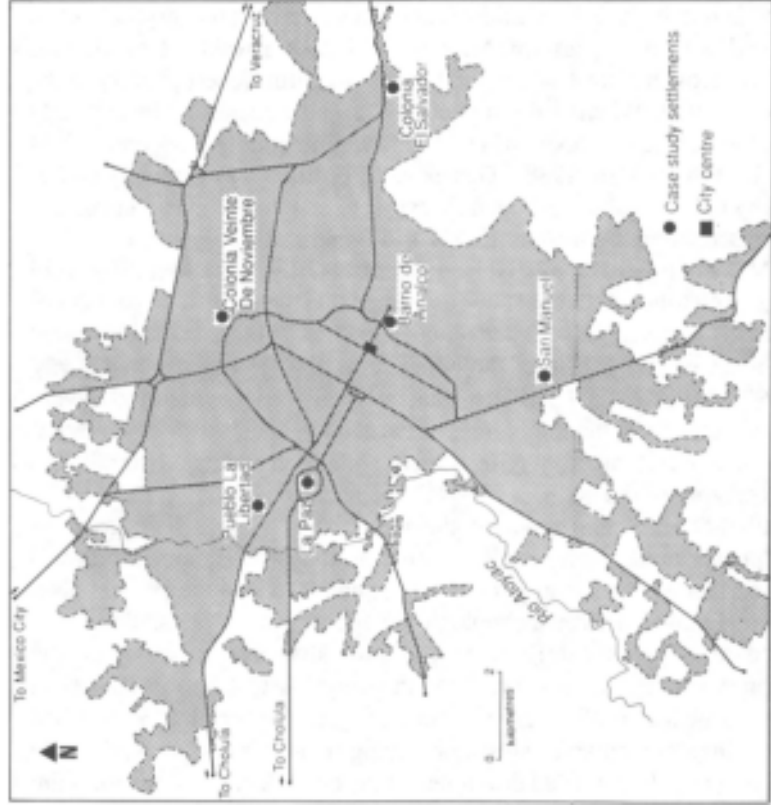 N
To Mexico City
To Veracruz
To Cholula
To Cholula
Pueblo La
Libertad
La Paz
Colonia Veinte
De Noviembre
Barrio de
Analco
Colonia
El Salvador
San Manuel
Rio Atoyac
0 2
kilometres
Case study settlements
City centre